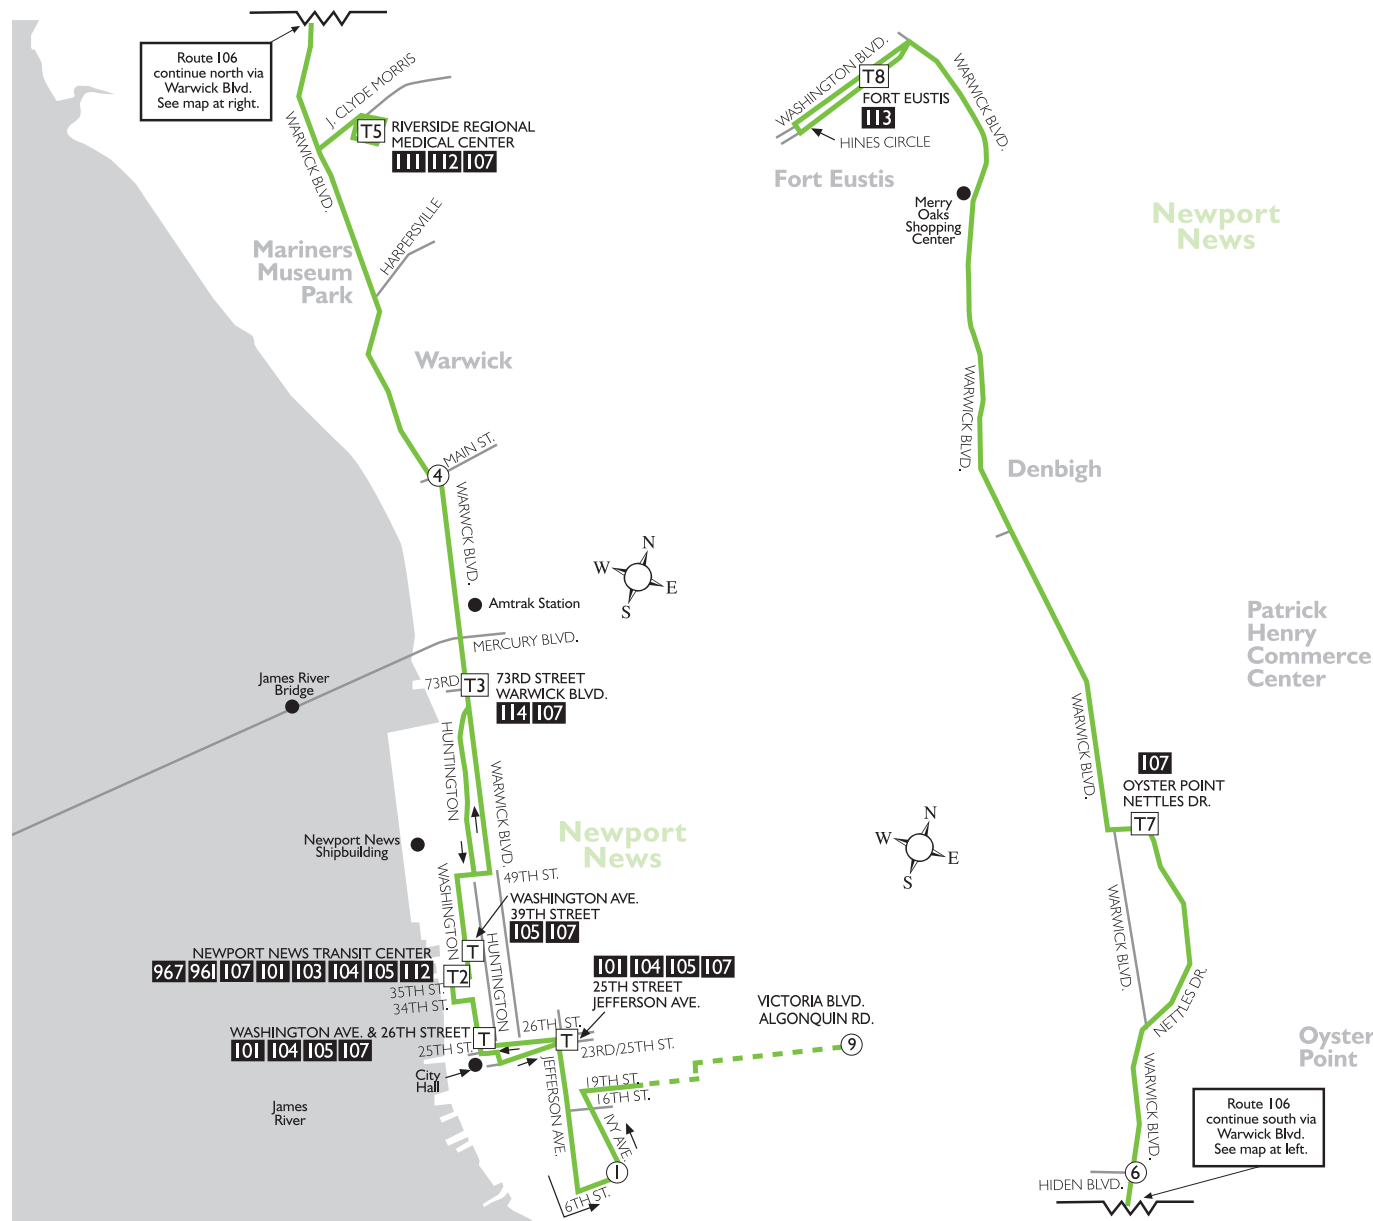 Route 106
continue north via
Warwick Blvd.
See map at right.
J. CLYDE MORRIS
T5
RIVERSIDE REGIONAL
MEDICAL CENTER
111 112 107
WARWICK BLVD.
HARPERSVILLE
Mariners
Museum
Park
Warwick
MAIN ST.
4
WARWCK BLVD.
Amtrak Station
MERCURY BLVD.
N
W
E
S
James River
Bridge
73RD
T3
73RD STREET
WARWICK BLVD.
114 107
HUNTINGTON
WARWICK BLVD.
Newport News
Shipbuilding
Newport
News
49TH ST.
WASHINGTON
WASHINGTON AVE.
39TH STREET
105 107
T
HUNTINGTON
NEWPORT NEWS TRANSIT CENTER
967 961 107 101 103 104 105 112
T2
35TH ST.
34TH ST.
101 104 105 107
25TH STREET
JEFFERSON AVE.
WASHINGTON AVE. & 26TH STREET
101 104 105 107
T
26TH ST.
T
25TH ST.
23RD/25TH ST.
City
Hall
JEFFERSON AVE.
VICTORIA BLVD.
ALGONQUIN RD.
9
19TH ST.
16TH ST.
IVY AVE.
1
6TH ST.
James
River
WASHINGTON BLVD.
T8
FORT EUSTIS
113
HINES CIRCLE
Fort Eustis
WARWICK BLVD.
Merry
Oaks
Shopping
Center
Newport
News
WARWICK BLVD.
Denbigh
Patrick
Henry
Commerce
Center
WARWICK BLVD.
107
OYSTER POINT
NETTLES DR.
T7
N
W
E
S
WARWICK BLVD.
NETTLES DR.
Oyster
Point
WARWICK BLVD.
Route 106
continue south via
Warwick Blvd.
See map at left.
HIDEN BLVD.
6